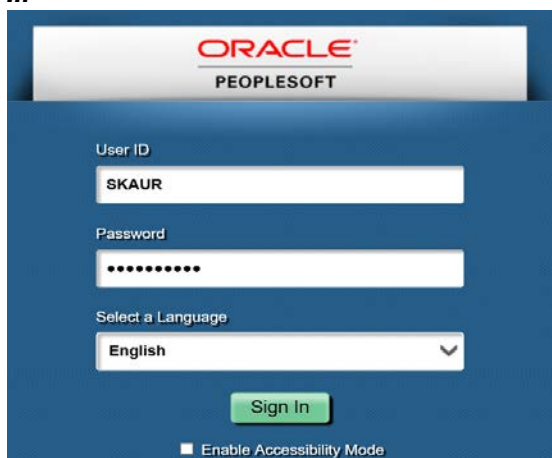 ORACLE
PEOPLESOFT
User ID
SKAUR
Password
••••••••••
Select a Language
English
Sign In
Enable Accessibility Mode